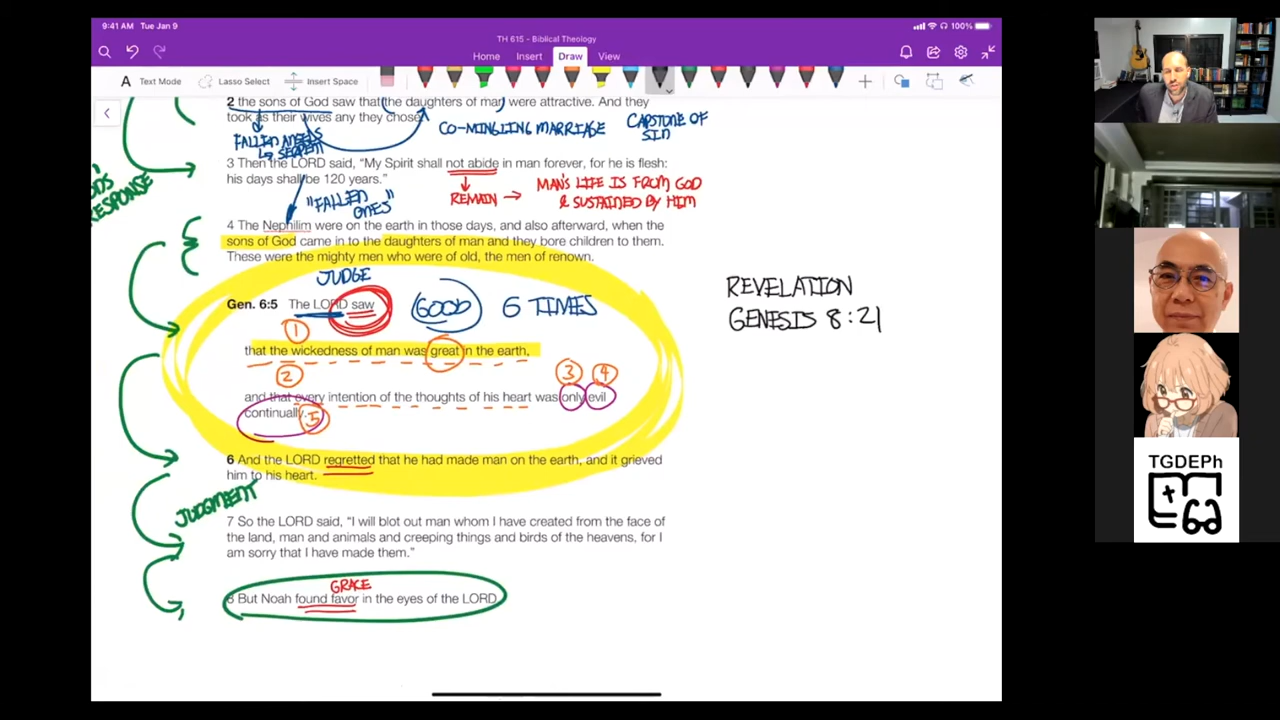 9:41 AM Tue Jan 9
100%
TH 615 - Biblical Theology
Home Insert Draw View
A Text Mode Lasso Select Insert Space
2 the sons of God saw that the daughters of man were attractive. And they
took as their wives any they chose.
FALLEN ANGELS
SERPENT
CO-MINGLING MARRIAGE
CAPSTONE OF
SIN
3 Then the LORD said, “My Spirit shall not abide in man forever, for he is flesh:
his days shall be 120 years.”
RESPONSE
"FALLEN
ONES"
REMAIN → MAN'S LIFE IS FROM GOD
& SUSTAINED BY HIM
4 The Nephilim were on the earth in those days, and also afterward, when the
sons of God came in to the daughters of man and they bore children to them.
These were the mighty men who were of old, the men of renown.
JUDGE
Gen. 6:5 The LORD saw
GOOD 6 TIMES
1
that the wickedness of man was great in the earth,
2 3 4
and that every intention of the thoughts of his heart was only evil
continually. 5
6 And the LORD regretted that he had made man on the earth, and it grieved
him to his heart.
JUDGMENT
7 So the LORD said, “I will blot out man whom I have created from the face of
the land, man and animals and creeping things and birds of the heavens, for I
am sorry that I have made them.”
GRACE
8 But Noah found favor in the eyes of the LORD
REVELATION
GENESIS 8:21
TGDEPh